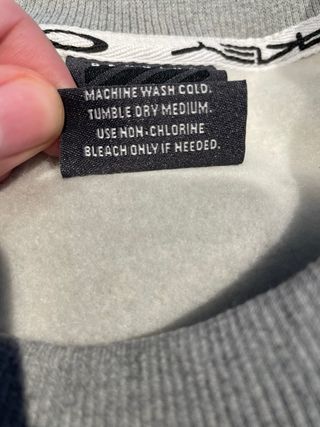 MACHINE WASH COLD.
TUMBLE DRY MEDIUM.
USE NON-CHLORINE
BLEACH ONLY IF NEEDED.